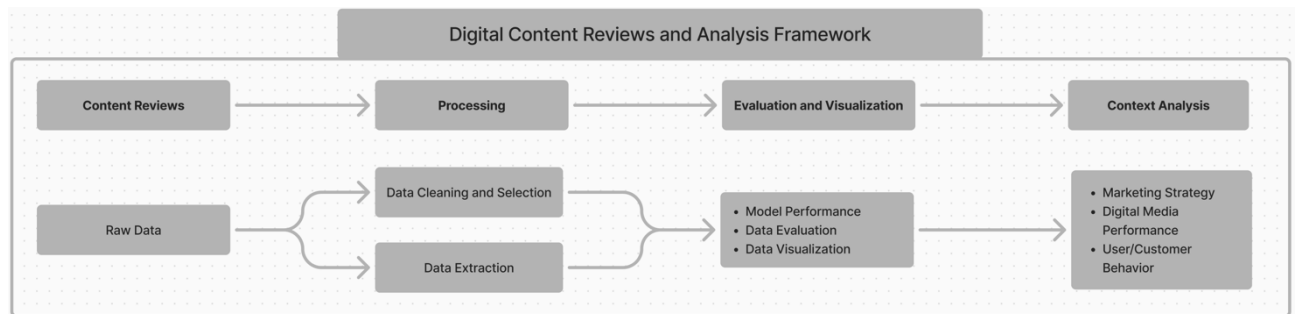 Digital Content Reviews and Analysis Framework
Content Reviews
Processing
Evaluation and Visualization
Context Analysis
Raw Data
Data Cleaning and Selection
Data Extraction
• Model Performance
• Data Evaluation
• Data Visualization
• Marketing Strategy
• Digital Media
Performance
• User/Customer
Behavior